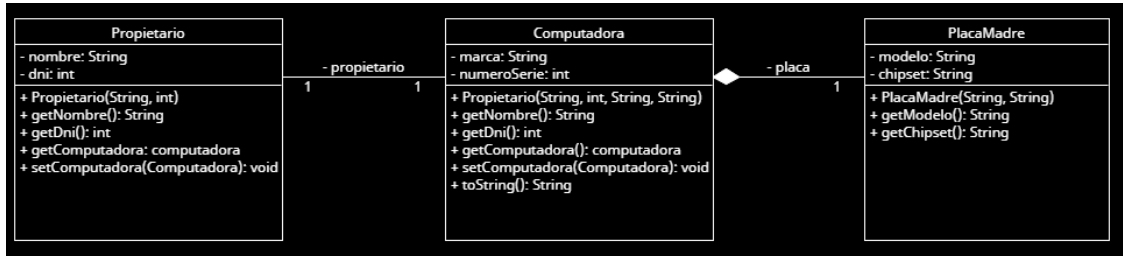 Propietario
- nombre: String
- dni: int
+ Propietario(String, int)
+ getNombre(): String
+ getDni(): int
+ getComputadora: computadora
+ setComputadora(Computadora): void
- propietario
1
1
Computadora
- marca: String
- numeroSerie: int
+ Propietario(String, int, String, String)
+ getNombre(): String
+ getDni(): int
+ getComputadora(): computadora
+ setComputadora(Computadora): void
+ toString(): String
- placa
1
PlacaMadre
- modelo: String
- chipset: String
+ PlacaMadre(String, String)
+ getModelo(): String
+ getChipset(): String